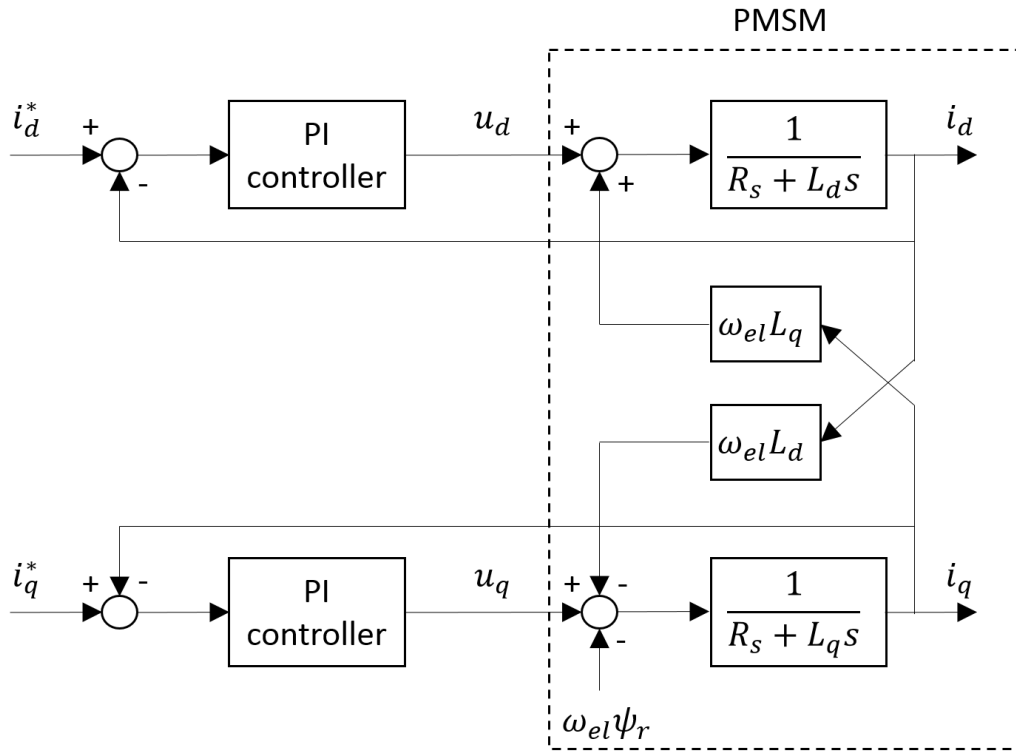 PMSM
i_d^* + - PI controller u_d + + 1/(R_s + L_d s) i_d
ω_el L_q
ω_el L_d
i_q^* + - PI controller u_q + - - 1/(R_s + L_q s) i_q
ω_el ψ_r